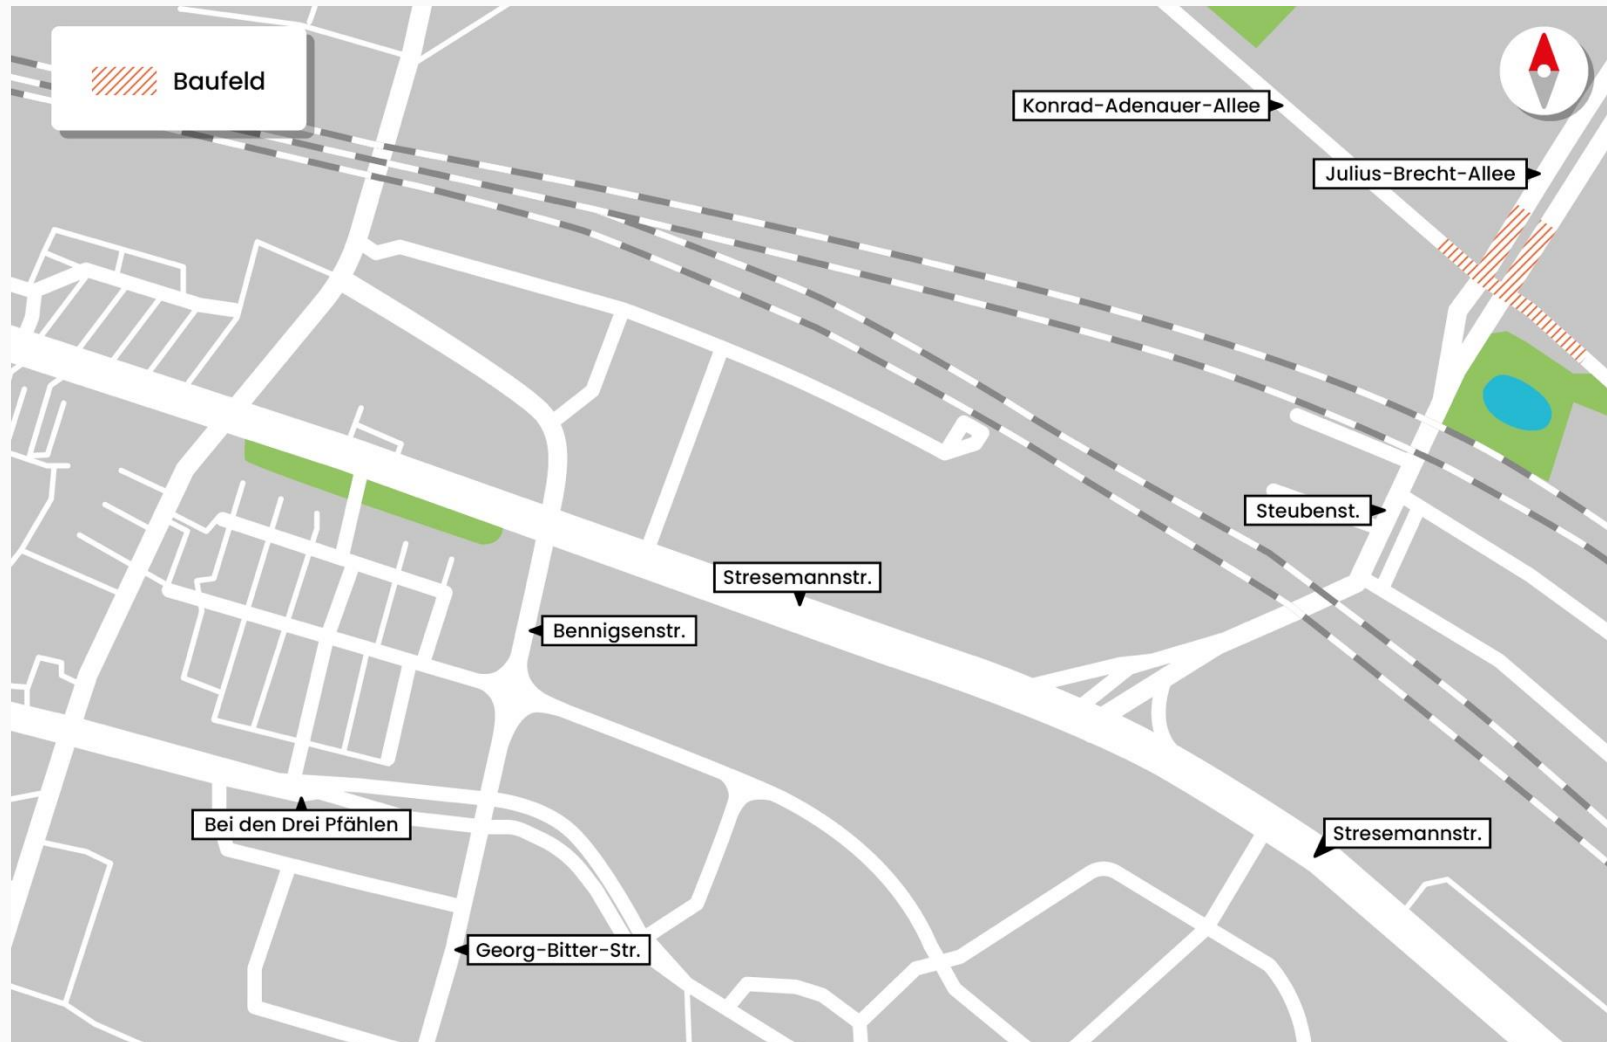 Baufeld
Konrad-Adenauer-Allee
Julius-Brecht-Allee
Steubenst.
Stresemannstr.
Bennigsenstr.
Bei den Drei Pfählen
Stresemannstr.
Georg-Bitter-Str.